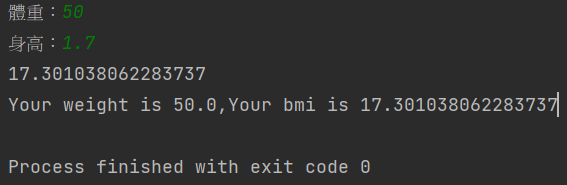 體重：50
身高：1.7
17.301038062283737
Your weight is 50.0,Your bmi is 17.301038062283737
Process finished with exit code 0